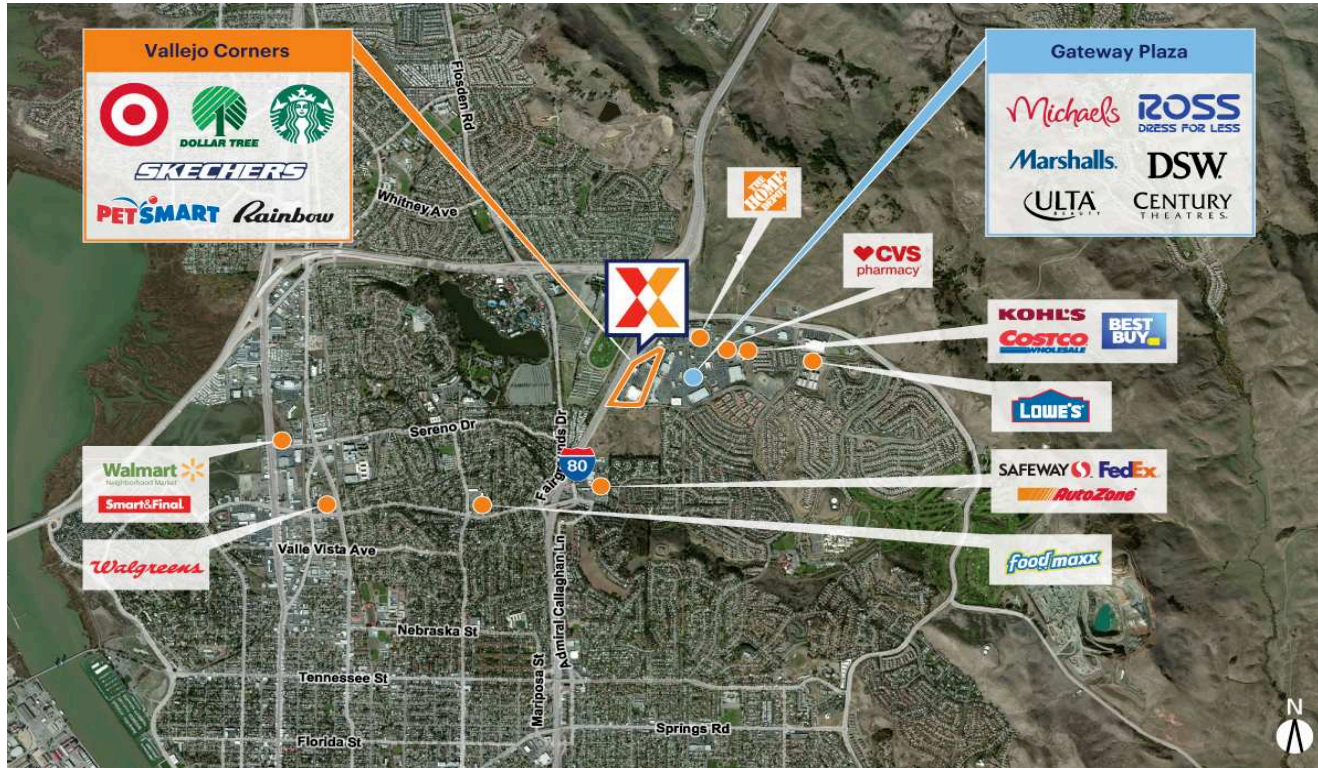 Vallejo Corners
DOLLAR TREE
SKECHERS
PETSMART Rainbow
Gateway Plaza
Michaels ROSS
DRESS FOR LESS
Marshalls. DSW
ULTA
BEAUTY
CENTURY
THEATRES.
Flosden Rd
Whitney Ave
THE
HOME
DEPOT
CVS
pharmacy
KOHL'S
COSTCO
WHOLESALE
BEST
BUY
LOWE'S
Sereno Dr
Fairgrounds Dr
80
Walmart
Neighborhood Market
Smart&Final.
SAFEWAY FedEx
AutoZone
Walgreens
Valle Vista Ave
Admiral Callaghan Ln
foodmaxx
Nebraska St
Mariposa St
Tennessee St
Springs Rd
Florida St
N